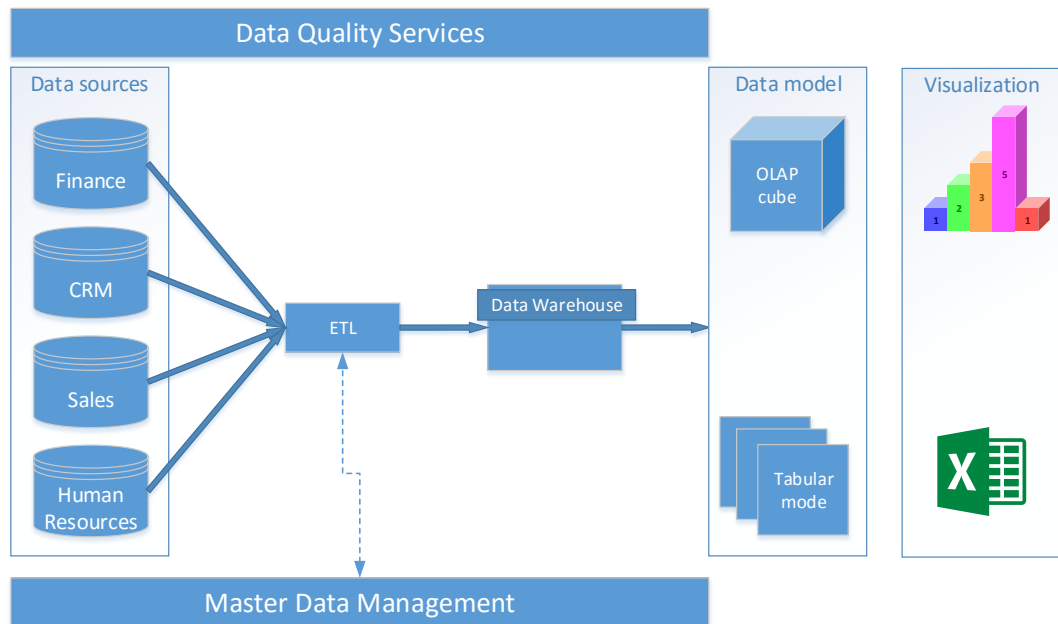 Data Quality Services
Data sources
Finance
CRM
Sales
Human
Resources
ETL
Data Warehouse
Data model
OLAP
cube
Tabular
mode
Visualization
1
2
3
5
1
X
Master Data Management